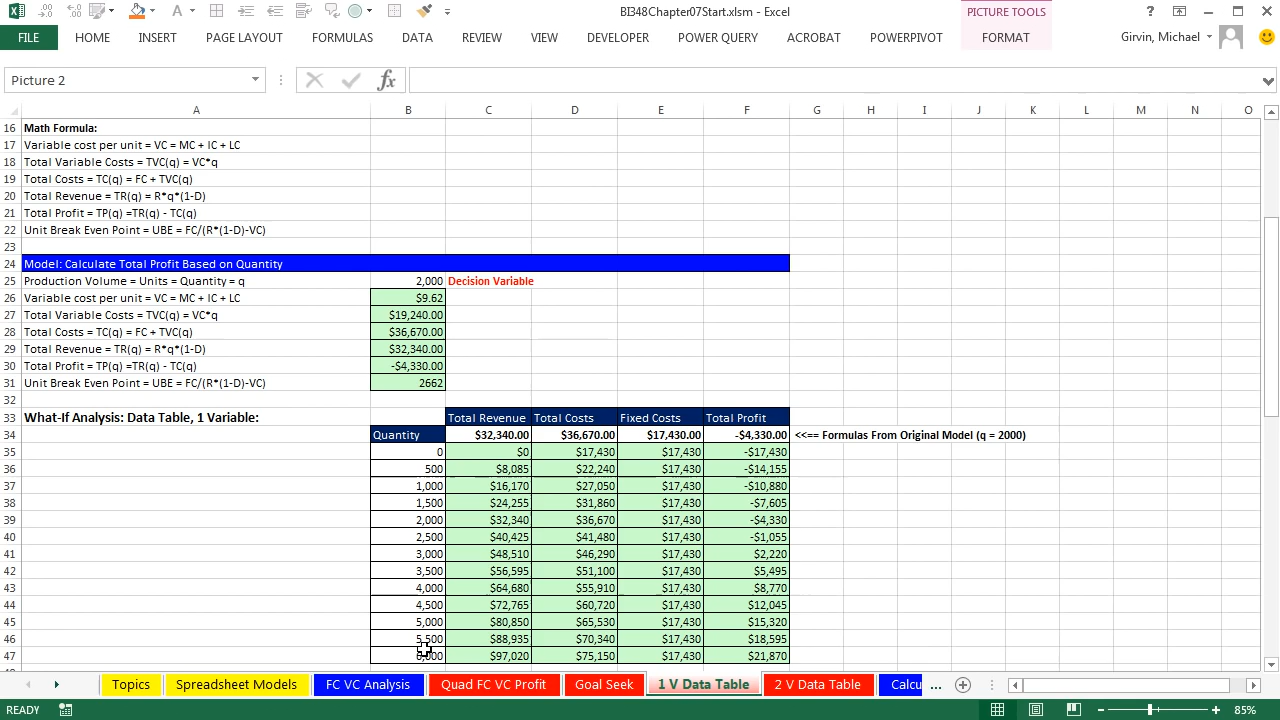 BI348Chapter07Start.xlsm - Excel
PICTURE TOOLS
FILE HOME INSERT PAGE LAYOUT FORMULAS DATA REVIEW VIEW DEVELOPER POWER QUERY ACROBAT POWERPIVOT FORMAT Girvin, Michael
Picture 2 fx
A B C D E F G H I J K L M N O
16 Math Formula:
17 Variable cost per unit = VC = MC + IC + LC
18 Total Variable Costs = TVC(q) = VC*q
19 Total Costs = TC(q) = FC + TVC(q)
20 Total Revenue = TR(q) = R*q*(1-D)
21 Total Profit = TP(q) =TR(q) - TC(q)
22 Unit Break Even Point = UBE = FC/(R*(1-D)-VC)
23
24 Model: Calculate Total Profit Based on Quantity
25 Production Volume = Units = Quantity = q 2,000 Decision Variable
26 Variable cost per unit = VC = MC + IC + LC $9.62
27 Total Variable Costs = TVC(q) = VC*q $19,240.00
28 Total Costs = TC(q) = FC + TVC(q) $36,670.00
29 Total Revenue = TR(q) = R*q*(1-D) $32,340.00
30 Total Profit = TP(q) =TR(q) - TC(q) -$4,330.00
31 Unit Break Even Point = UBE = FC/(R*(1-D)-VC) 2662
32
33 What-If Analysis: Data Table, 1 Variable: Total Revenue Total Costs Fixed Costs Total Profit
34 Quantity $32,340.00 $36,670.00 $17,430.00 -$4,330.00 <<== Formulas From Original Model (q = 2000)
35 0 $0 $17,430 $17,430 -$17,430
36 500 $8,085 $22,240 $17,430 -$14,155
37 1,000 $16,170 $27,050 $17,430 -$10,880
38 1,500 $24,255 $31,860 $17,430 -$7,605
39 2,000 $32,340 $36,670 $17,430 -$4,330
40 2,500 $40,425 $41,480 $17,430 -$1,055
41 3,000 $48,510 $46,290 $17,430 $2,220
42 3,500 $56,595 $51,100 $17,430 $5,495
43 4,000 $64,680 $55,910 $17,430 $8,770
44 4,500 $72,765 $60,720 $17,430 $12,045
45 5,000 $80,850 $65,530 $17,430 $15,320
46 5,500 $88,935 $70,340 $17,430 $18,595
47 6,000 $97,020 $75,150 $17,430 $21,870
Topics Spreadsheet Models FC VC Analysis Quad FC VC Profit Goal Seek 1 V Data Table 2 V Data Table Calcu ...
READY 85%